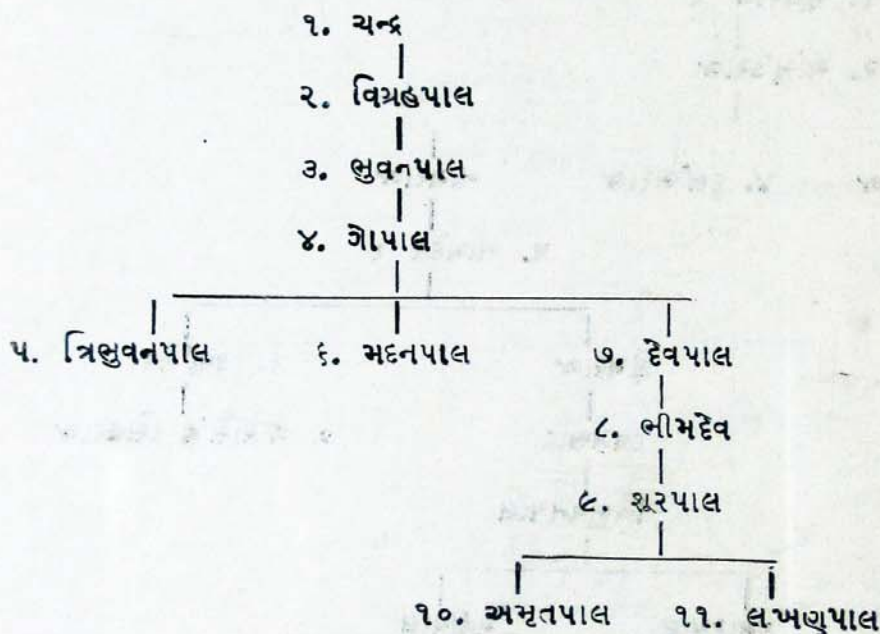 ૧. ચન્દ્ર
૨. વિગ્રહપાલ
૩. ભુવનપાલ
૪. ગેાપાલ
૫. ત્રિભુવનપાલ ૬. મદનપાલ ૭. દેવપાલ
૮. ભીમદેવ
૯. શૂરપાલ
૧૦. અમૃતપાલ ૧૧. લખણપાલ